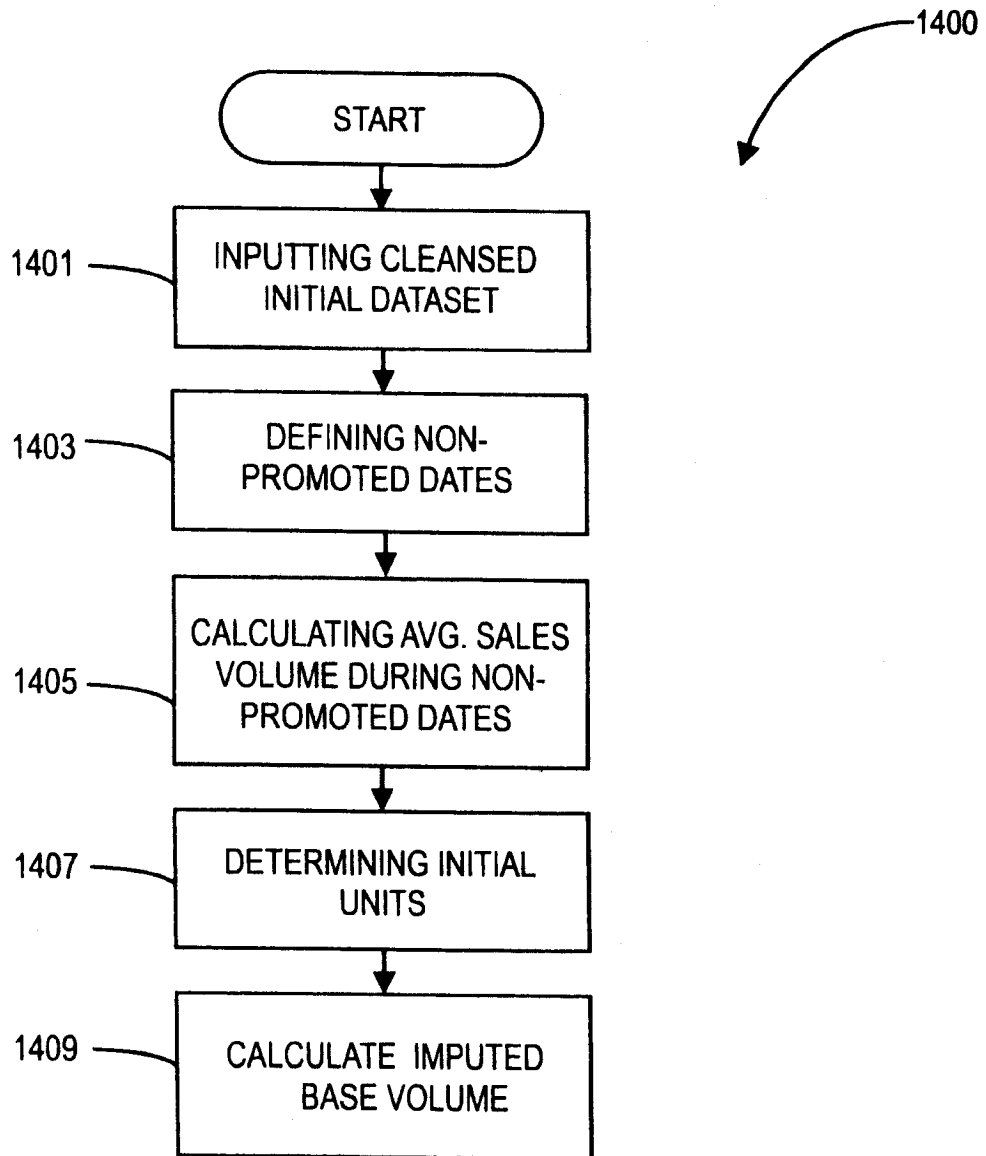 1400
START
1401
INPUTTING CLEANSED
INITIAL DATASET
1403
DEFINING NON-
PROMOTED DATES
CALCULATING AVG. SALES
VOLUME DURING NON-
PROMOTED DATES
1405
1407
DETERMINING INITIAL
UNITS
1409
CALCULATE IMPUTED
BASE VOLUME